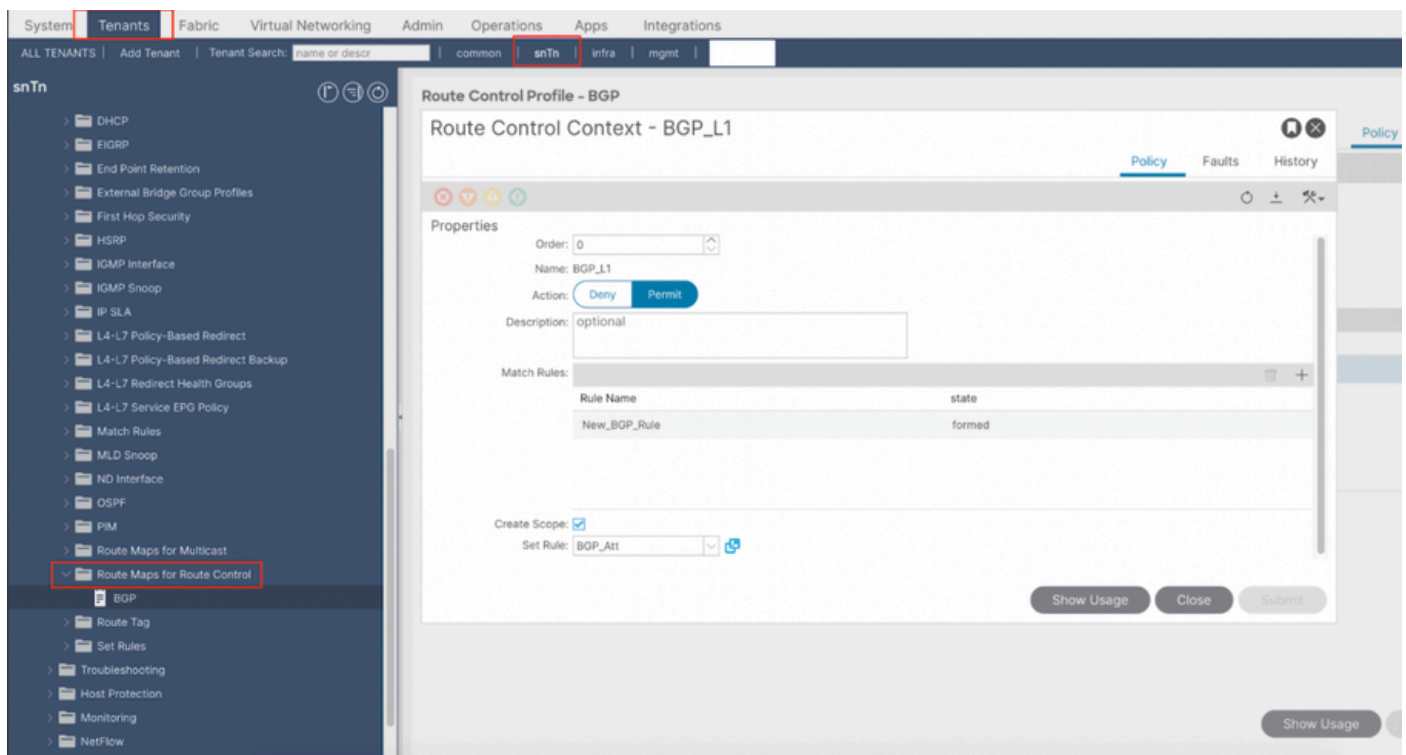 System Tenants Fabric Virtual Networking Admin Operations Apps Integrations
ALL TENANTS | Add Tenant | Tenant Search: name or descr | common | snTn | infra | mgmt |
snTn
DHCP
EIGRP
End Point Retention
External Bridge Group Profiles
First Hop Security
HSRP
IGMP Interface
IGMP Snoop
IP SLA
L4-L7 Policy-Based Redirect
L4-L7 Policy-Based Redirect Backup
L4-L7 Redirect Health Groups
L4-L7 Service EPG Policy
Match Rules
MLD Snoop
ND Interface
OSPF
PIM
Route Maps for Multicast
Route Maps for Route Control
BGP
Route Tag
Set Rules
Troubleshooting
Host Protection
Monitoring
NetFlow
Route Control Profile - BGP
Route Control Context - BGP_L1
Policy
Policy Faults History
Properties
Order: 0
Name: BGP_L1
Action: Deny Permit
Description: optional
Match Rules:
Rule Name state
New_BGP_Rule formed
Create Scope:
Set Rule: BGP_Att
Show Usage Close Submit
Show Usage